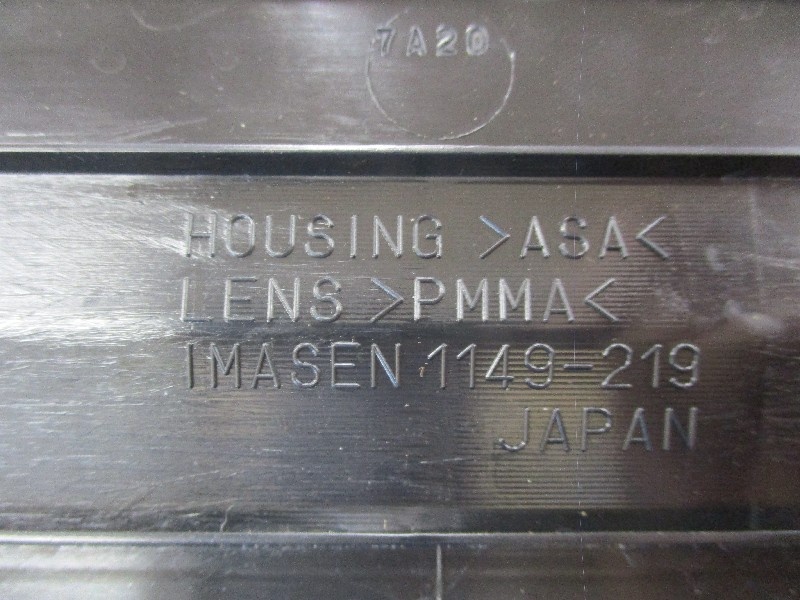 7A20
HOUSING >ASA<
LENS >PMMA<
IMASEN 1149-219
JAPAN